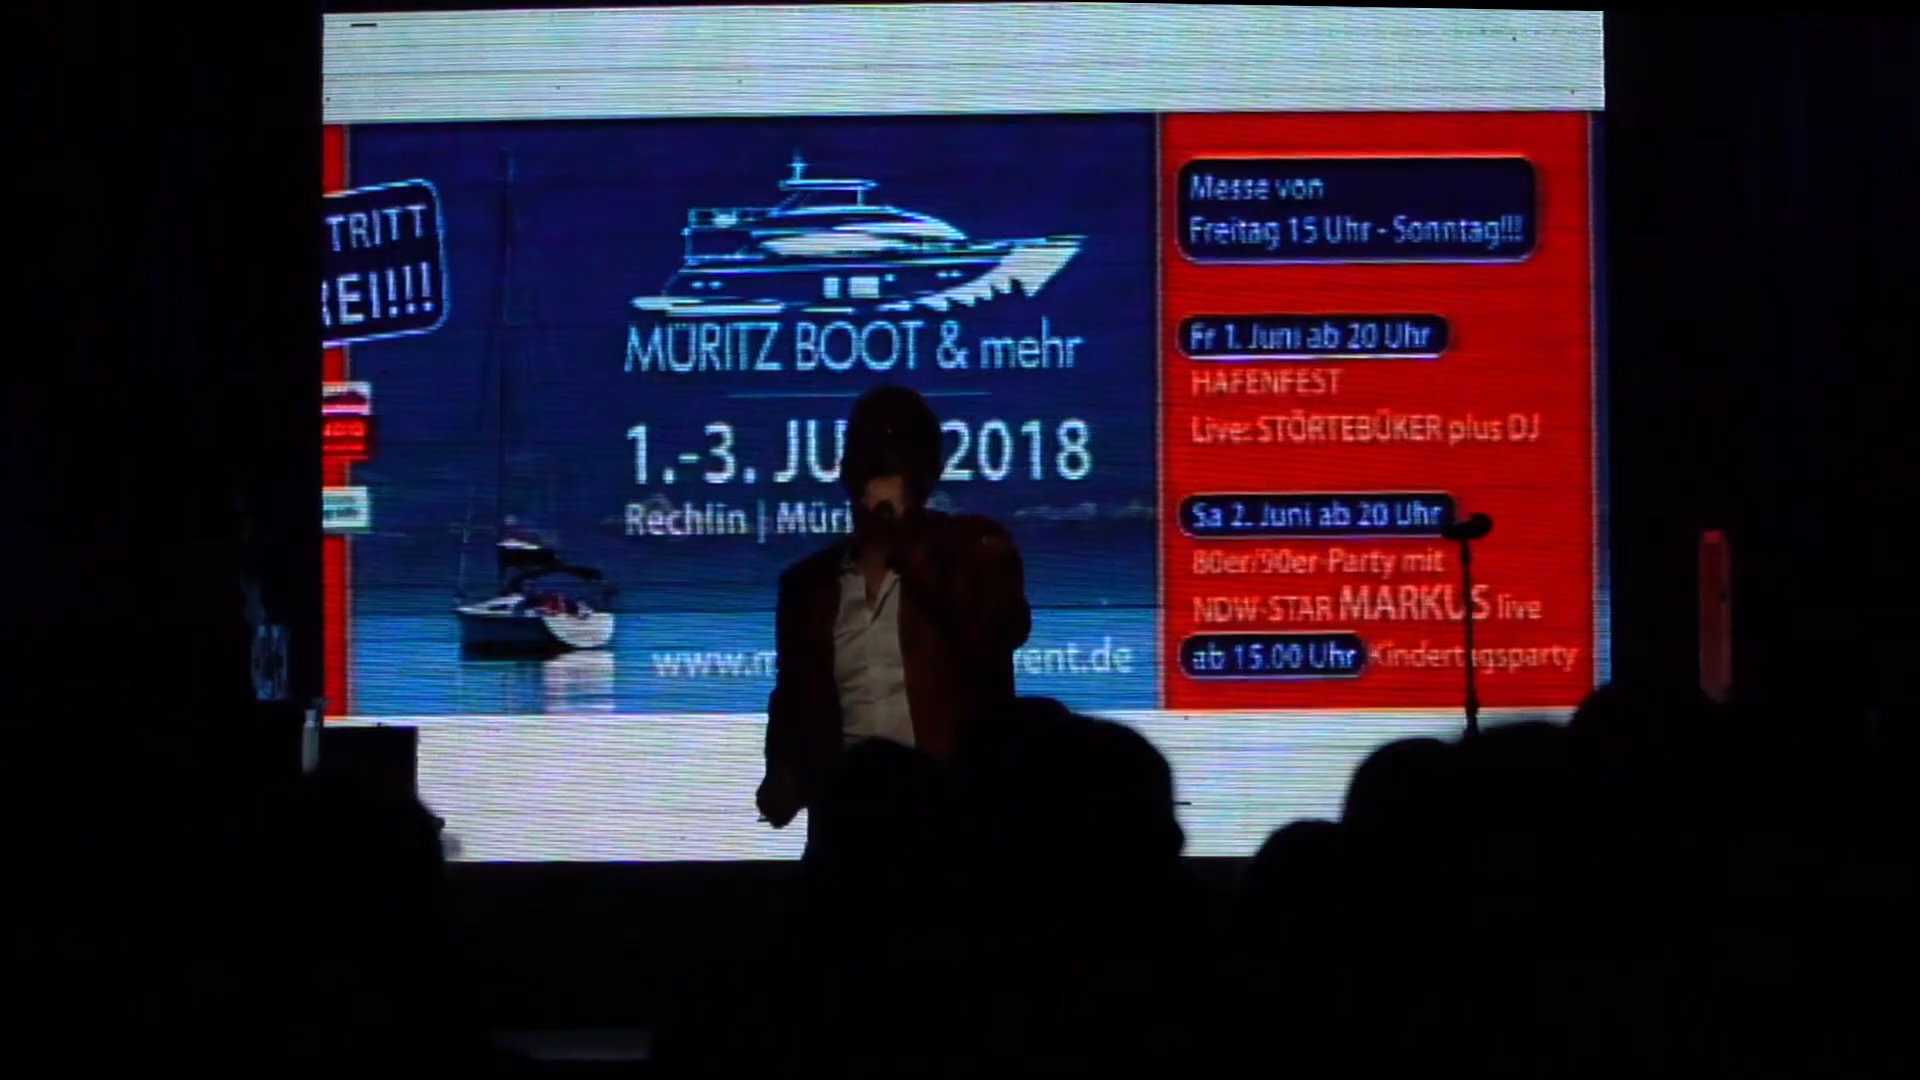 TRITT
REI!!!
MÜRITZ BOOT & mehr
1.-3. JU 2018
Rechlin | Müri
www.m ent.de
Messe von
Freitag 15 Uhr - Sonntag!!!
Fr 1. Juni ab 20 Uhr
HAFENFEST
Live: STÖRTEBÜKER plus DJ
Sa 2. Juni ab 20 Uhr
80er/90er-Party mit
NDW-STAR MARKUS live
ab 15.00 Uhr Kindertagsparty